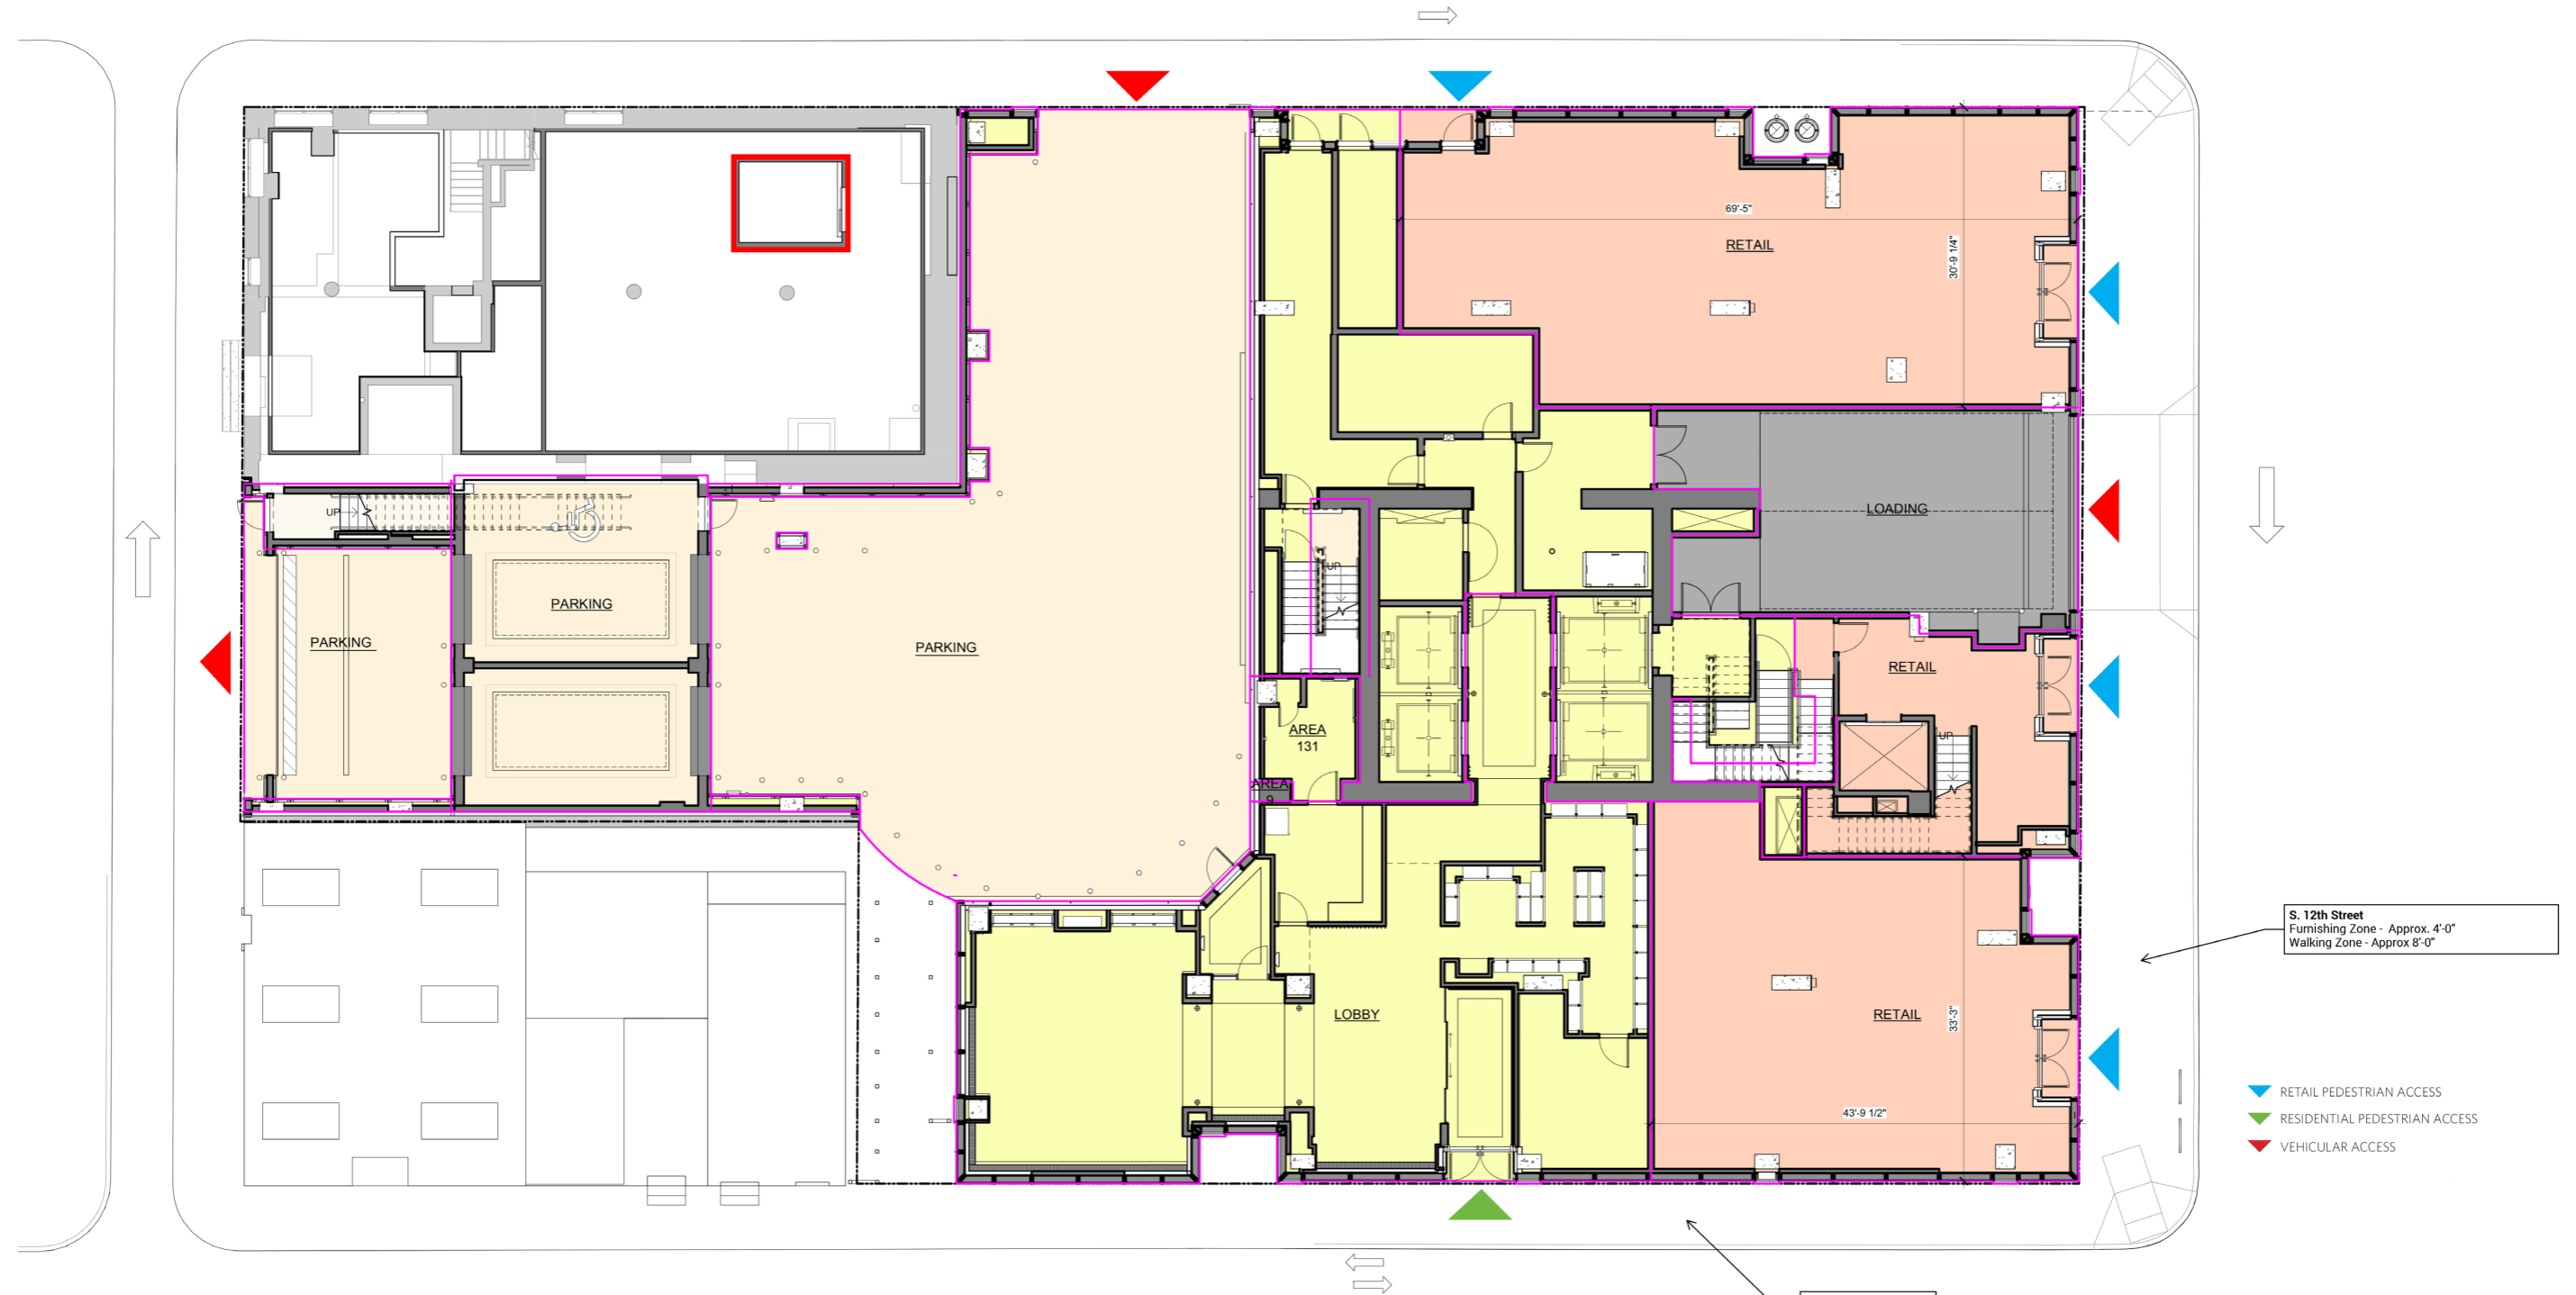 69'-5"
RETAIL
30'-9 1/4"
UP
LOADING
UP
PARKING
PARKING
PARKING
RETAIL
AREA
131
UP
AREA
9
S. 12th Street
Furnishing Zone - Approx. 4'-0"
Walking Zone - Approx 8'-0"
LOBBY
RETAIL
33'-3"
43'-9 1/2"
RETAIL PEDESTRIAN ACCESS
RESIDENTIAL PEDESTRIAN ACCESS
VEHICULAR ACCESS